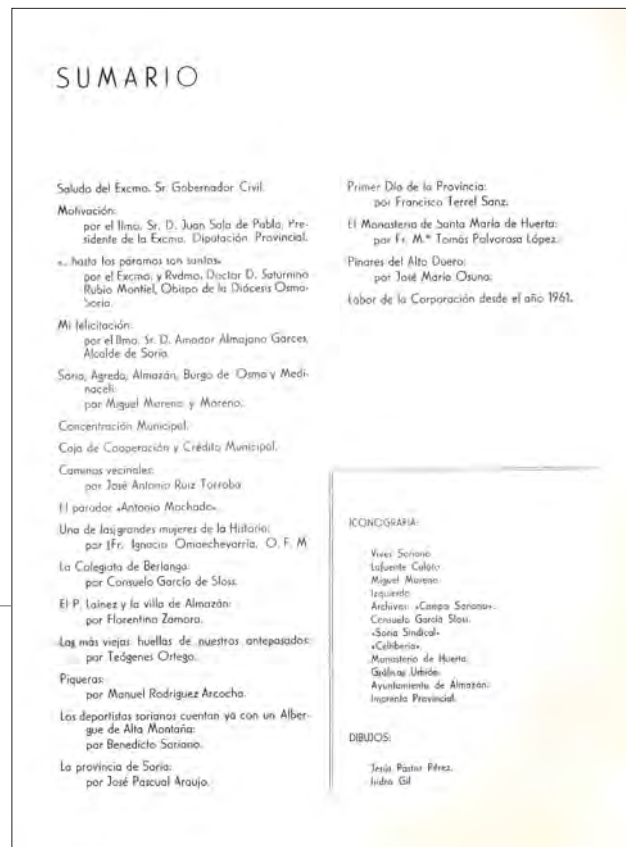 SUMARIO
Saludo del Excmo. Sr. Gobernador Civil.
Motivación:
por el Ilmo. Sr. D. Juan Sala de Pablo, Pre-
sidente de la Excma. Diputación Provincial.
«... hasta los páramos son santos»
por el Excmo. y Rvdmo. Doctor D. Saturnino
Rubio Montiel, Obispo de la Diócesis Osma-
Soria.
Mi felicitación:
por el Ilmo. Sr. D. Amador Almajano Garces,
Alcalde de Soria.
Soria, Agreda, Almazán, Burgo de Osma y Medi-
naceli:
por Miguel Moreno y Moreno.
Concentración Municipal.
Caja de Cooperación y Crédito Municipal.
Caminos vecinales:
por José Antonio Ruiz Torroba
El parador «Antonio Machado».
Una de las grandes mujeres de la Historia:
por Fr. Ignacio Omaechevarría, O. F. M
La Colegiata de Berlanga:
por Consuelo García de Sloss.
El P. Lainez y la villa de Almazán:
por Florentino Zamora.
Las más viejas huellas de nuestros antepasados:
por Teógenes Ortego.
Piqueras:
por Manuel Rodriguez Arcocha.
Los deportistas sorianos cuentan ya con un Alber-
gue de Alta Montaña:
por Benedicto Soriano.
La provincia de Soria:
por José Pascual Araujo.
Primer Día de la Provincia:
por Francisco Terrel Sanz.
El Monasterio de Santa María de Huerta:
por Fr. M.ª Tomás Polvorosa López.
Pinares del Alto Duero:
por José María Osuna.
Labor de la Corporación desde el año 1961.
ICONOGRAFIA:
Vives Soriano
Lafuente Caloto
Miguel Moreno
Izquierdo
Archivos: «Campo Soriano».
Consuelo García Sloss.
«Soria Sindical»
«Celtiberia»
Monasterio de Huerta
Gráficas Urbión
Ayuntamiento de Almazán.
Imprenta Provincial.
DIBUJOS:
Jesús Pastor Pérez.
Isidro Gil